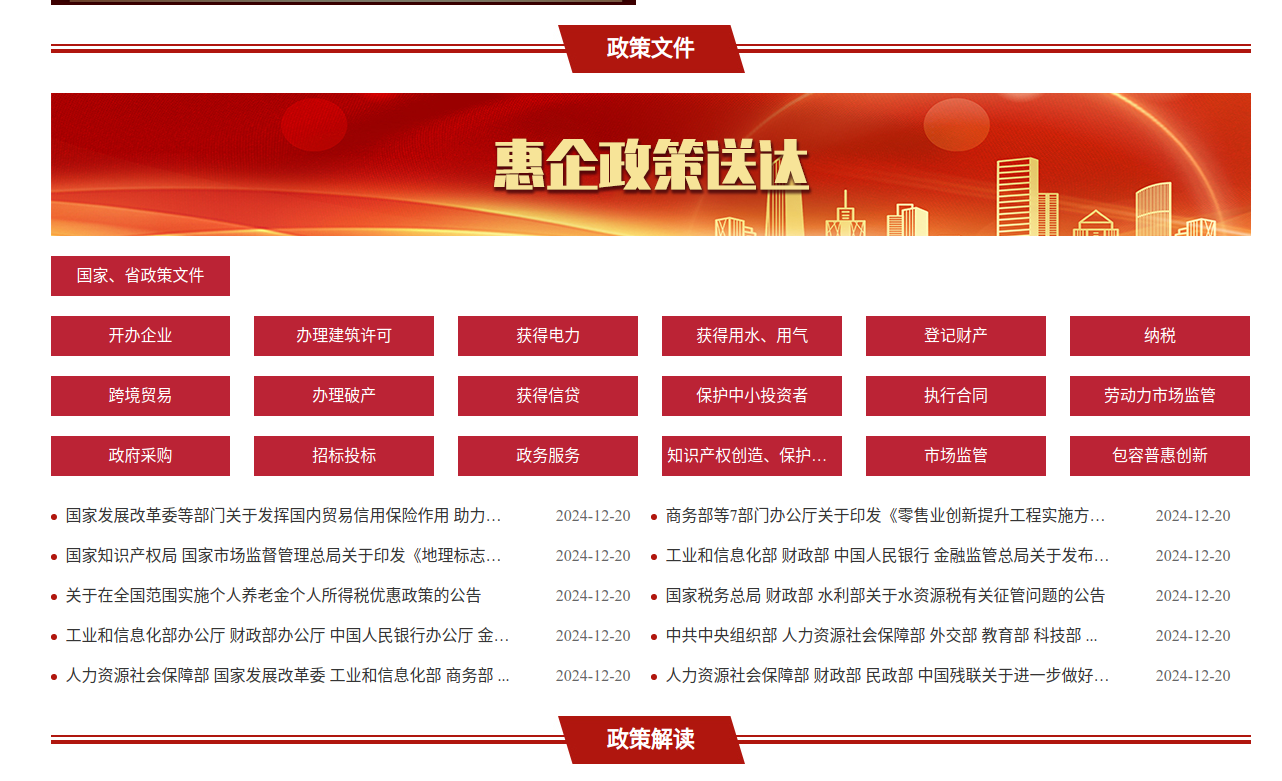 政策文件
惠企政策送达
国家、省政策文件
开办企业 办理建筑许可 获得电力 获得用水、用气 登记财产 纳税
跨境贸易 办理破产 获得信贷 保护中小投资者 执行合同 劳动力市场监管
政府采购 招标投标 政务服务 知识产权创造、保护... 市场监管 包容普惠创新
国家发展改革委等部门关于发挥国内贸易信用保险作用 助力... 2024-12-20 商务部等7部门办公厅关于印发《零售业创新提升工程实施方... 2024-12-20
国家知识产权局 国家市场监督管理总局关于印发《地理标志... 2024-12-20 工业和信息化部 财政部 中国人民银行 金融监管总局关于发布... 2024-12-20
关于在全国范围实施个人养老金个人所得税优惠政策的公告 2024-12-20 国家税务总局 财政部 水利部关于水资源税有关征管问题的公告 2024-12-20
工业和信息化部办公厅 财政部办公厅 中国人民银行办公厅 金... 2024-12-20 中共中央组织部 人力资源社会保障部 外交部 教育部 科技部 ... 2024-12-20
人力资源社会保障部 国家发展改革委 工业和信息化部 商务部 ... 2024-12-20 人力资源社会保障部 财政部 民政部 中国残联关于进一步做好... 2024-12-20
政策解读